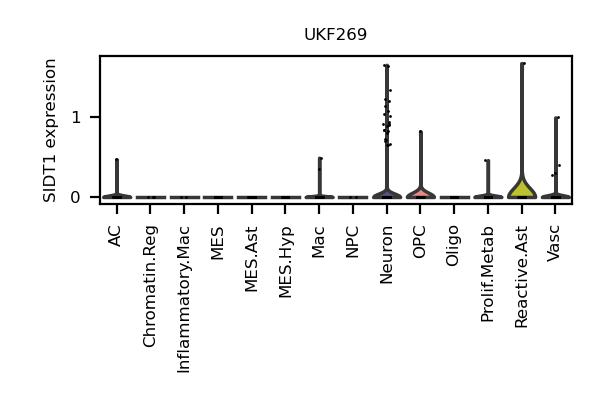 UKF269
SIDT1 expression
1
0
AC
Chromatin.Reg
Inflammatory.Mac
MES
MES.Ast
MES.Hyp
Mac
NPC
Neuron
OPC
Oligo
Prolif.Metab
Reactive.Ast
Vasc